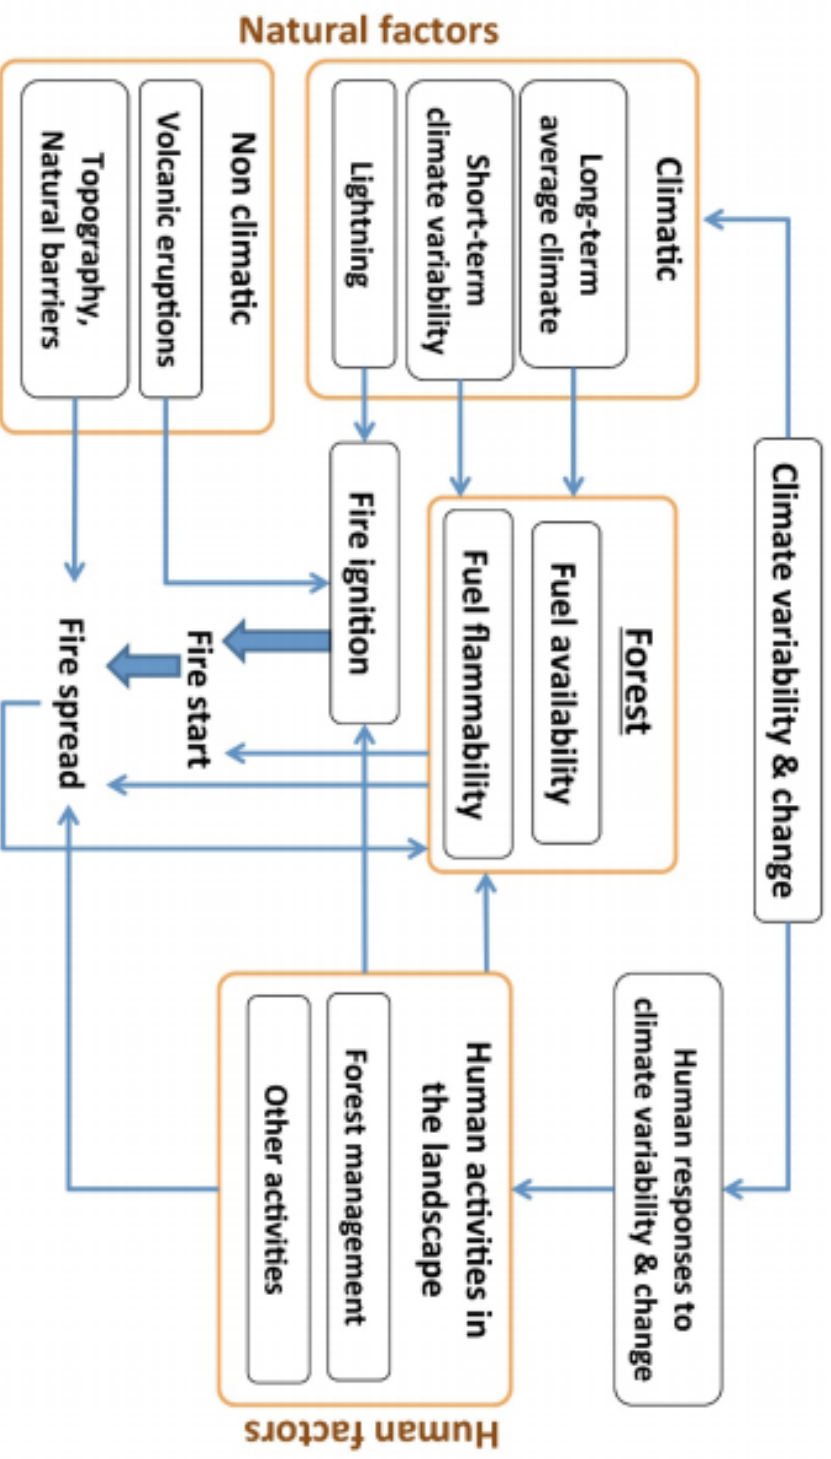 Climate variability & change
Natural factors
Climatic
Long-term
average climate
Short-term
climate variability
Lightning
Non climatic
Volcanic eruptions
Topography,
Natural barriers
Forest
Fuel availability
Fuel flammability
Fire ignition
Fire start
Fire spread
Human responses to
climate variability & change
Human activities in
the landscape
Forest management
Other activities
Human factors